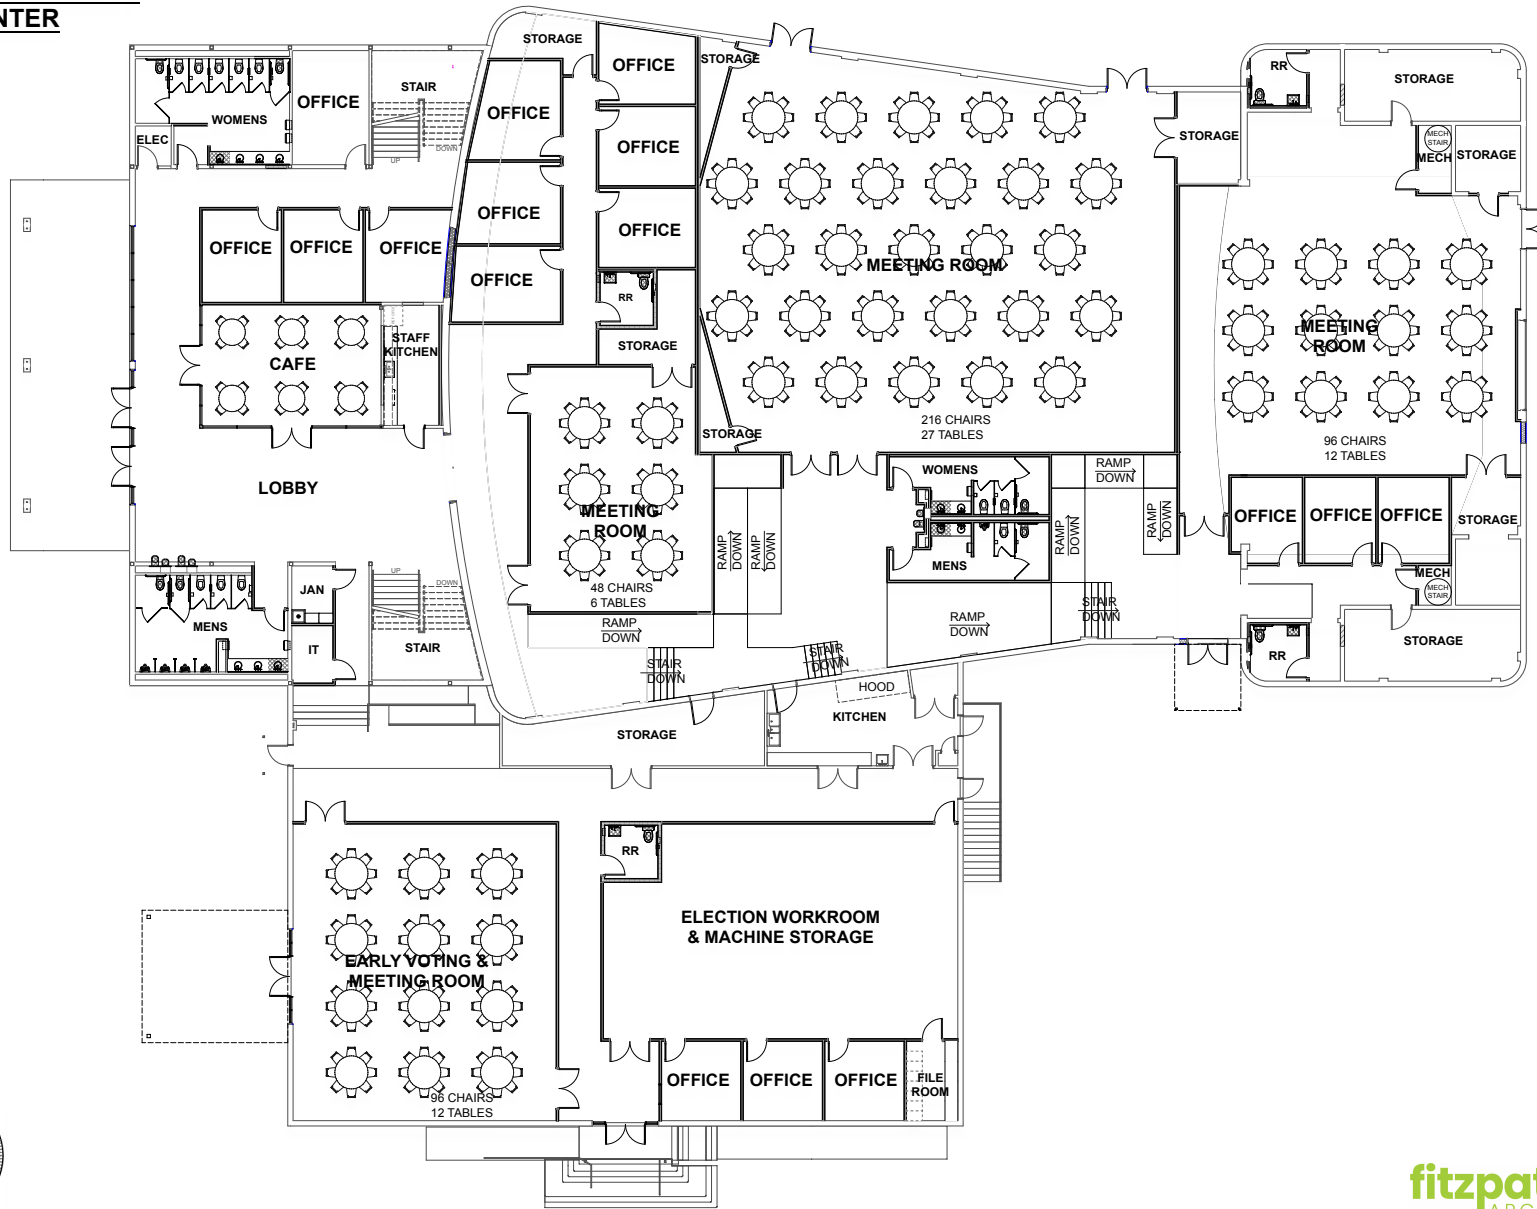 NTER
STORAGE
OFFICE
STORAGE
RR
STORAGE
STAIR
OFFICE
OFFICE
WOMENS
ELEC
UP
DOWN
OFFICE
STORAGE
MECH
STAIR
MECH
STORAGE
OFFICE
OFFICE
OFFICE
OFFICE
OFFICE
OFFICE
OFFICE
MEETING ROOM
RR
STAFF
KITCHEN
STORAGE
CAFE
MEETING
ROOM
216 CHAIRS
27 TABLES
STORAGE
96 CHAIRS
12 TABLES
LOBBY
MEETING
ROOM
48 CHAIRS
6 TABLES
WOMENS
MENS
RAMP
DOWN
RAMP
DOWN
RAMP
DOWN
RAMP
DOWN
RAMP
DOWN
OFFICE
OFFICE
OFFICE
STORAGE
MECH
MECH
STAIR
UP
DOWN
JAN
MENS
IT
STAIR
RAMP
DOWN
STAIR
DOWN
STAIR
DOWN
RAMP
DOWN
STAIR
DOWN
RR
STORAGE
HOOD
KITCHEN
STORAGE
RR
ELECTION WORKROOM
& MACHINE STORAGE
EARLY VOTING &
MEETING ROOM
96 CHAIRS
12 TABLES
OFFICE
OFFICE
OFFICE
FILE
ROOM
fitzpat